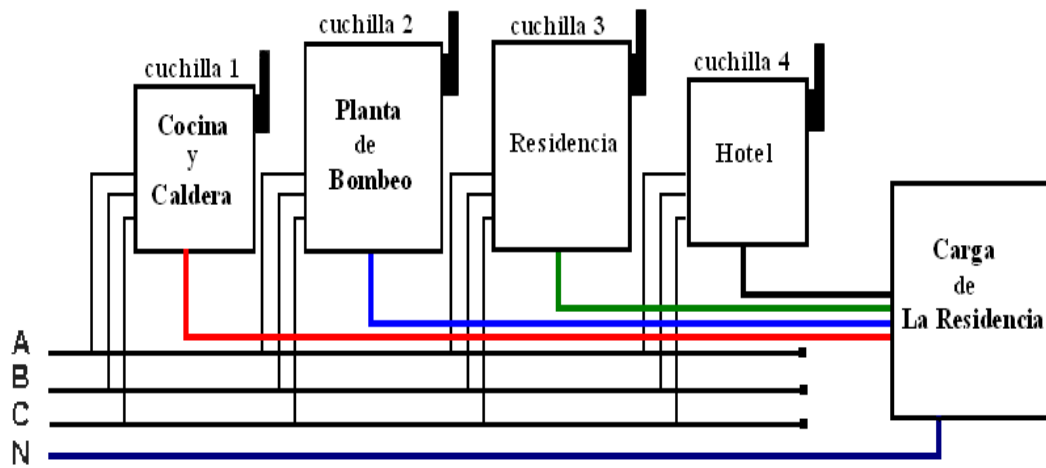 cuchilla 1
cuchilla 2
cuchilla 3
cuchilla 4
Cocina
y
Caldera
Planta
de
Bombeo
Residencia
Hotel
Carga
de
La Residencia
A
B
C
N